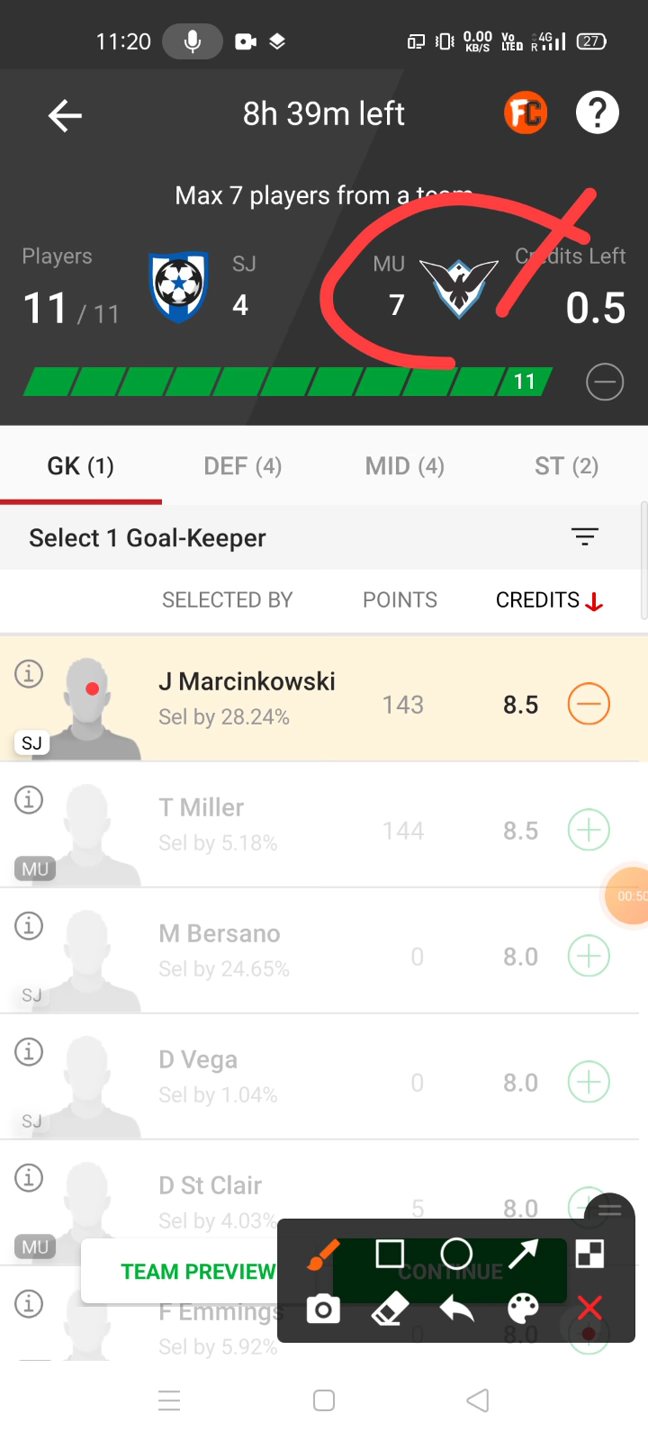 11:20 0.00 KB/S Vo LTED R 4G 27
8h 39m left FC ?
Max 7 players from a team
Players SJ MU Credits Left
11 / 11 4 7 0.5
11
GK (1) DEF (4) MID (4) ST (2)
Select 1 Goal-Keeper
SELECTED BY POINTS CREDITS
J Marcinkowski
Sel by 28.24% 143 8.5
SJ
T Miller
Sel by 5.18% 144 8.5
MU
M Bersano
Sel by 24.65% 0 8.0
SJ
D Vega
Sel by 1.04% 0 8.0
SJ
D St Clair
Sel by 4.03% 5 8.0
MU
TEAM PREVIEW CONTINUE
F Emmings
Sel by 5.92% 0 8.0
00:50